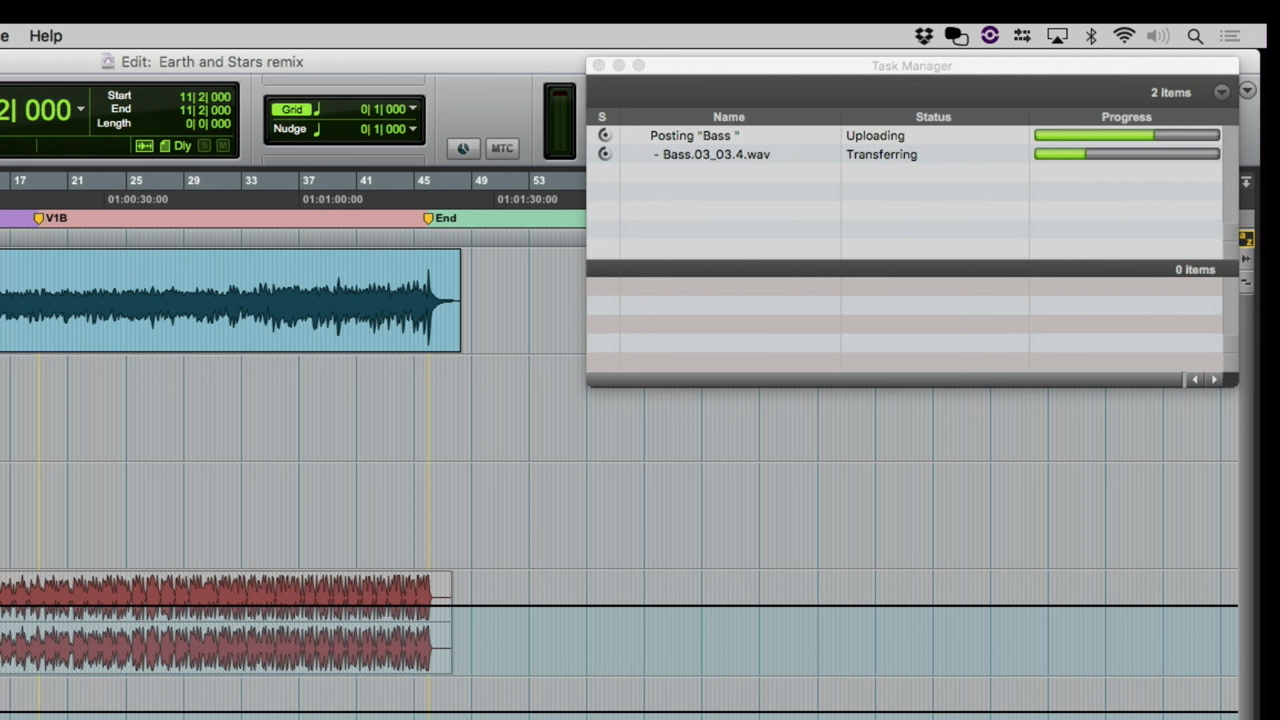 e Help
Edit: Earth and Stars remix
Task Manager
2| 000
Start 11| 2| 000
End 11| 2| 000
Length 0| 0| 000
Dly S M
Grid 0| 1| 000
Nudge 0| 1| 000
MTC
2 Items
S Name Status Progress
Posting "Bass " Uploading
- Bass.03_03.4.wav Transferring
17 21 25 29 33 37 41 45 49 53
01:00:30:00 01:01:00:00 01:01:30:00
V1B End
a z
0 Items